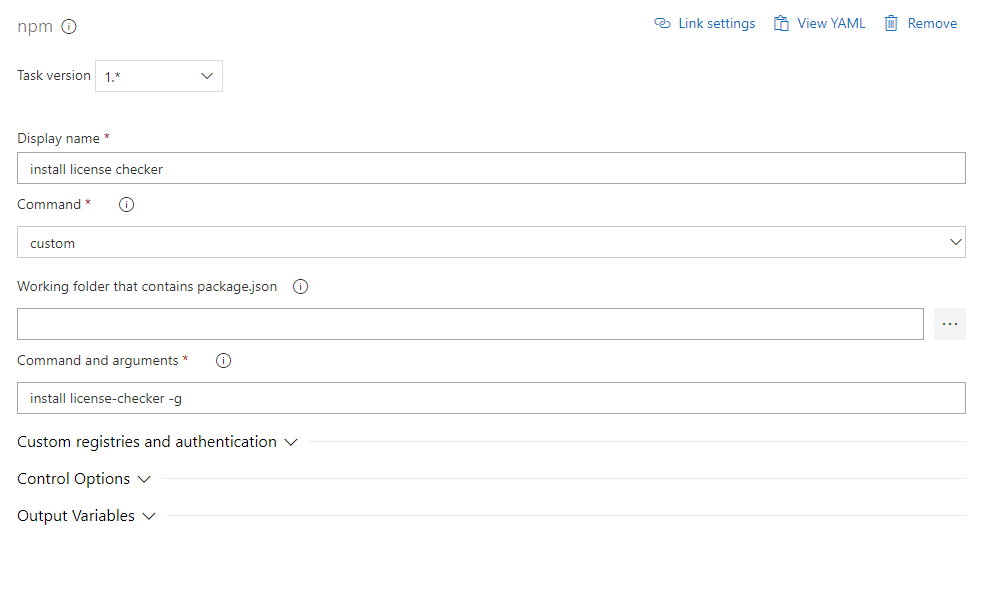 npm
Link settings View YAML Remove
Task version 1.*
Display name *
install license checker
Command *
custom
Working folder that contains package.json
...
Command and arguments *
install license-checker -g
Custom registries and authentication
Control Options
Output Variables